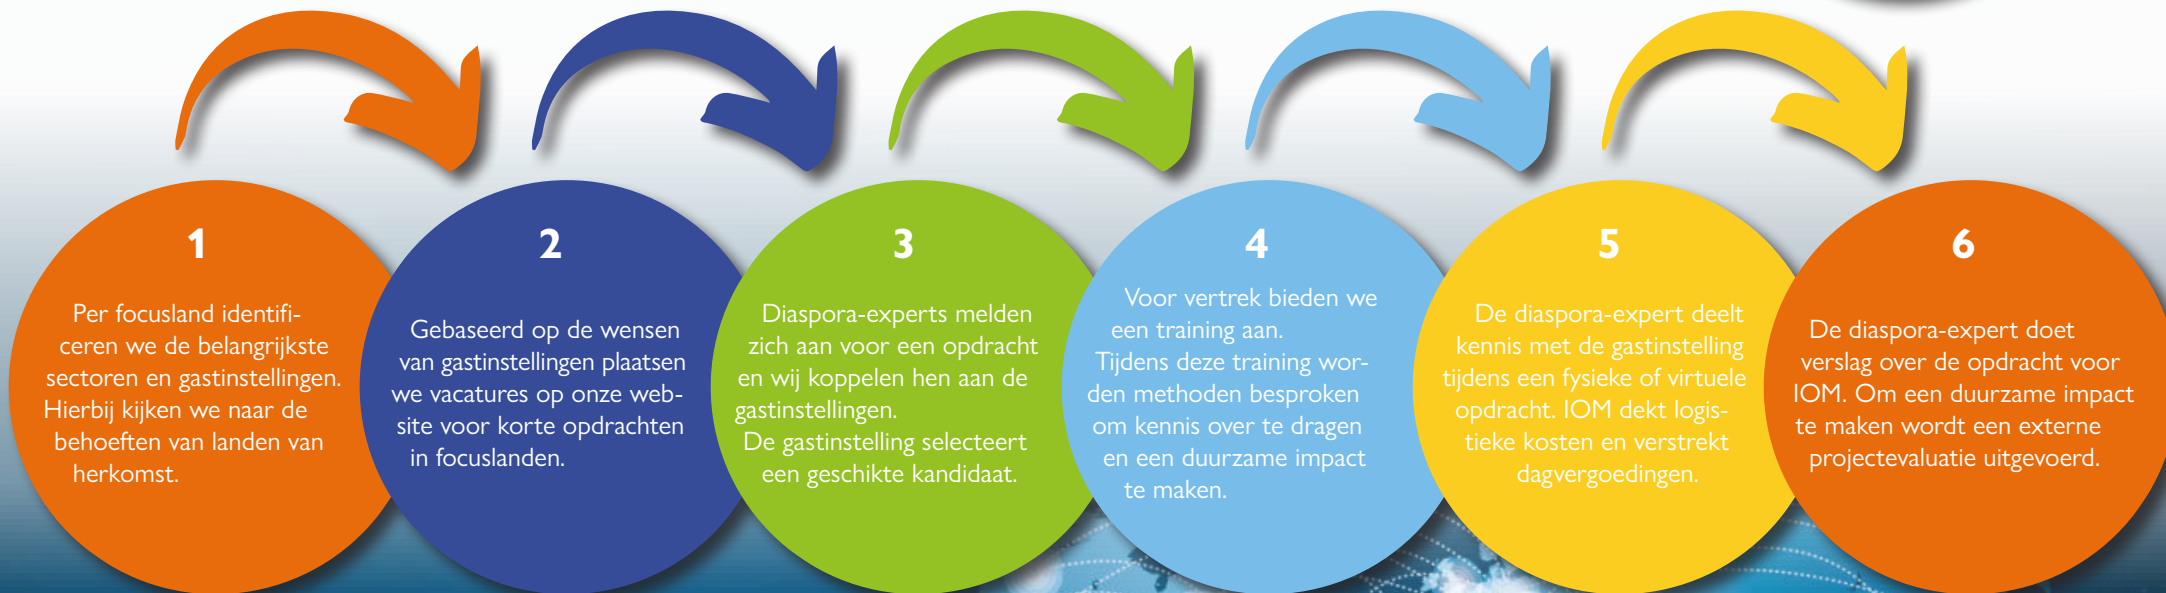 1
Per focusland identifi-
ceren we de belangrijkste
sectoren en gastinstellingen.
Hierbij kijken we naar de
behoeften van landen van
herkomst.
2
Gebaseerd op de wensen
van gastinstellingen plaatsen
we vacatures op onze web-
site voor korte opdrachten
in focuslanden.
3
Diaspora-experts melden
zich aan voor een opdracht
en wij koppelen hen aan de
gastinstellingen.
De gastinstelling selecteert
een geschikte kandidaat.
4
Voor vertrek bieden we
een training aan.
Tijdens deze training wor-
den methoden besproken
om kennis over te dragen
en een duurzame impact
te maken.
5
De diaspora-expert deelt
kennis met de gastinstelling
tijdens een fysieke of virtuele
opdracht. IOM dekt logis-
tieke kosten en verstrekt
dagvergoedingen.
6
De diaspora-expert doet
verslag over de opdracht voor
IOM. Om een duurzame impact
te maken wordt een externe
projectevaluatie uitgevoerd.